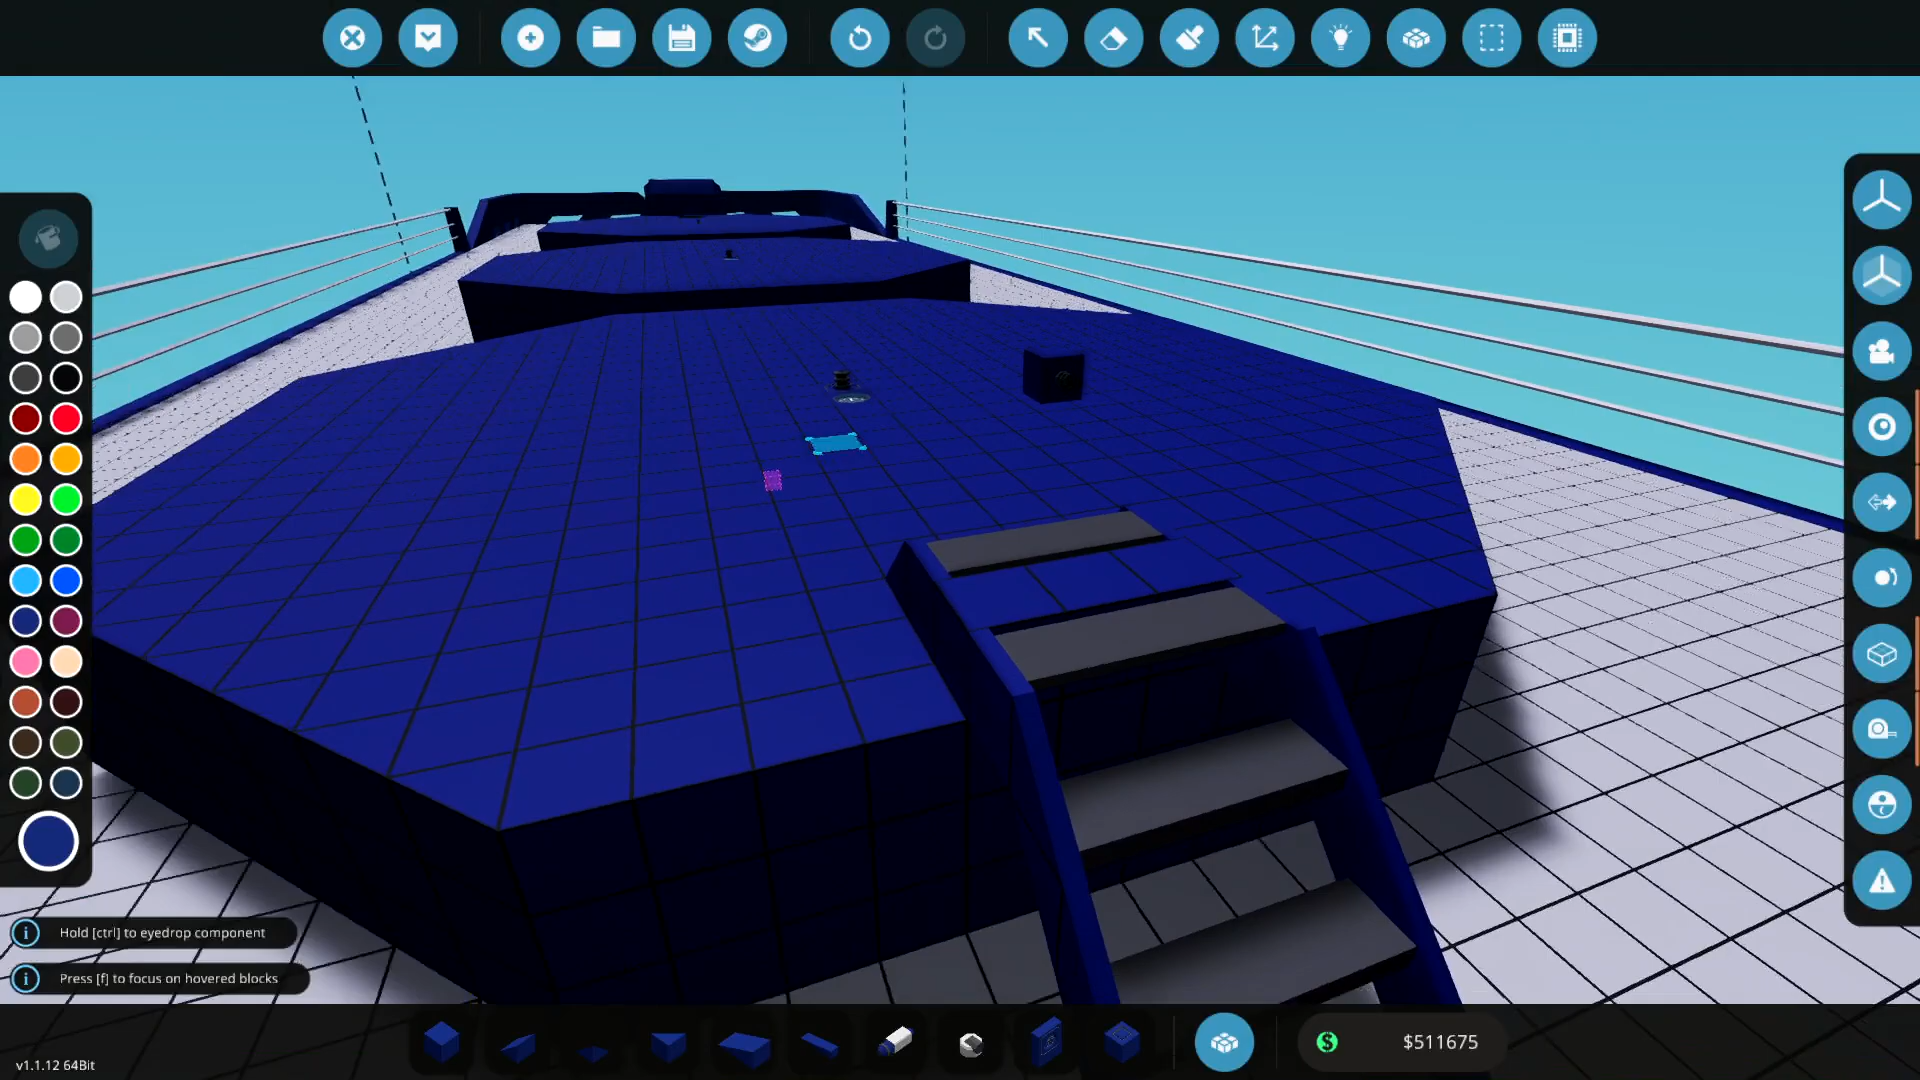 Hold [ctrl] to eyedrop component
Press [f] to focus on hovered blocks
$511675
v1.1.12 64Bit